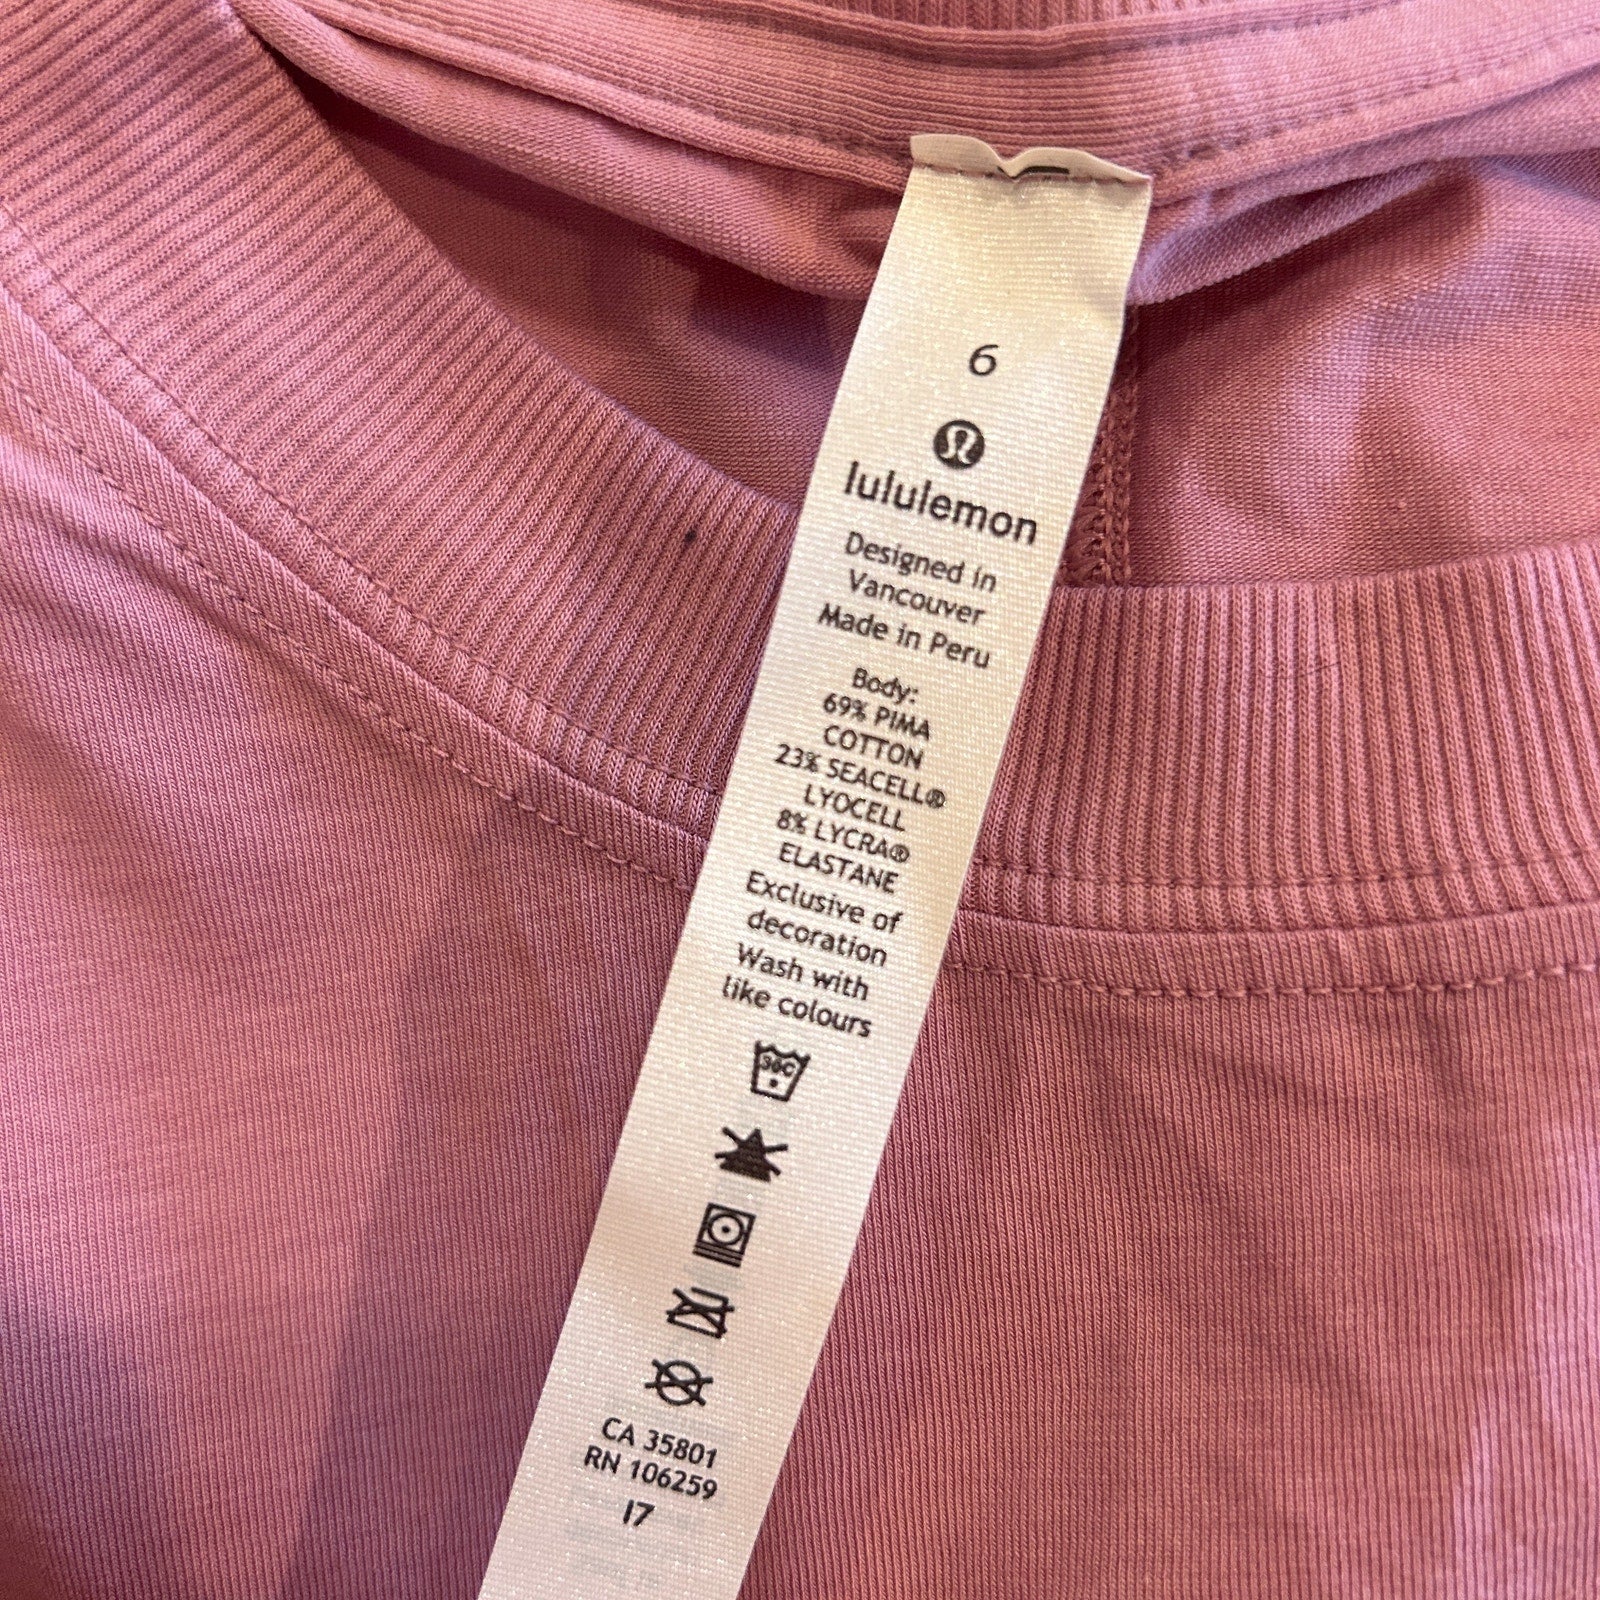 6
lululemon
Designed in
Vancouver
Made in Peru
Body:
69% PIMA
COTTON
23% SEACELL®
LYOCELL
8% LYCRA®
ELASTANE
Exclusive of
decoration
Wash with
like colours
30C
CA 35801
RN 106259
I7